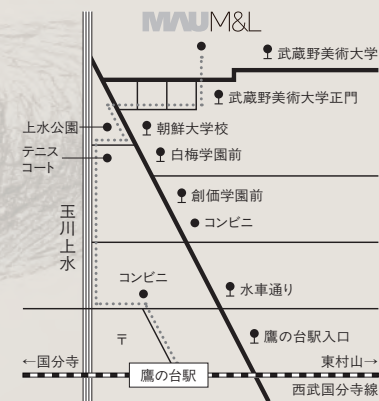 MAU M&L
武蔵野美術大学
武蔵野美術大学正門
上水公園
朝鮮大学校
テニス
コート
白梅学園前
創価学園前
コンビニ
玉川上水
コンビニ
水車通り
〒
鷹の台駅入口
←国分寺
鷹の台駅
東村山→
西武国分寺線